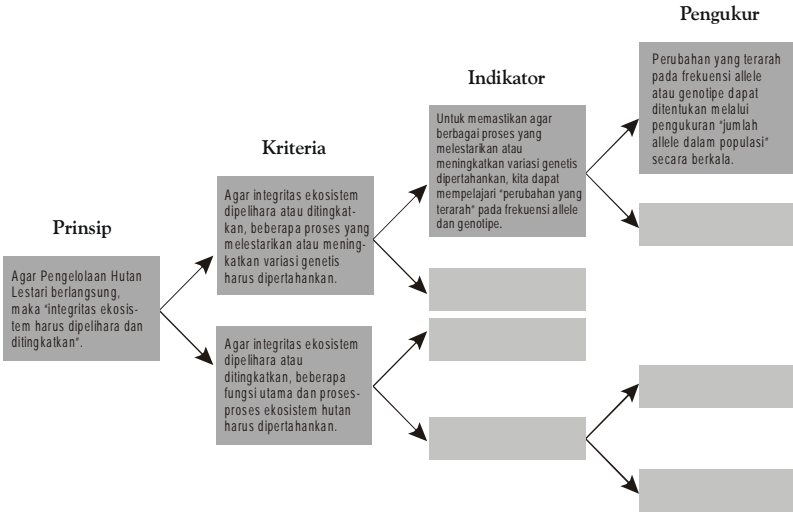 Prinsip
Agar Pengelolaan Hutan
Lestari berlangsung,
maka "integritas ekosis-
tem harus dipelihara dan
ditingkatkan".
Kriteria
Agar integritas ekosistem
dipelihara atau ditingkat-
kan, beberapa proses yang
melestarikan atau mening-
katkan variasi genetis
harus dipertahankan.
Agar integritas ekosistem
dipelihara atau
ditingkatkan, beberapa
fungsi utama dan proses-
proses ekosistem hutan
harus dipertahankan.
Indikator
Untuk memastikan agar
berbagai proses yang
melestarikan atau
meningkatkan variasi genetis
dipertahankan, kita dapat
mempelajari "perubahan yang
terarah" pada frekuensi allele
dan genotipe.
Pengukur
Perubahan yang terarah
pada frekuensi allele
atau genotipe dapat
ditentukan melalui
pengukuran "jumlah
allele dalam populasi"
secara berkala.